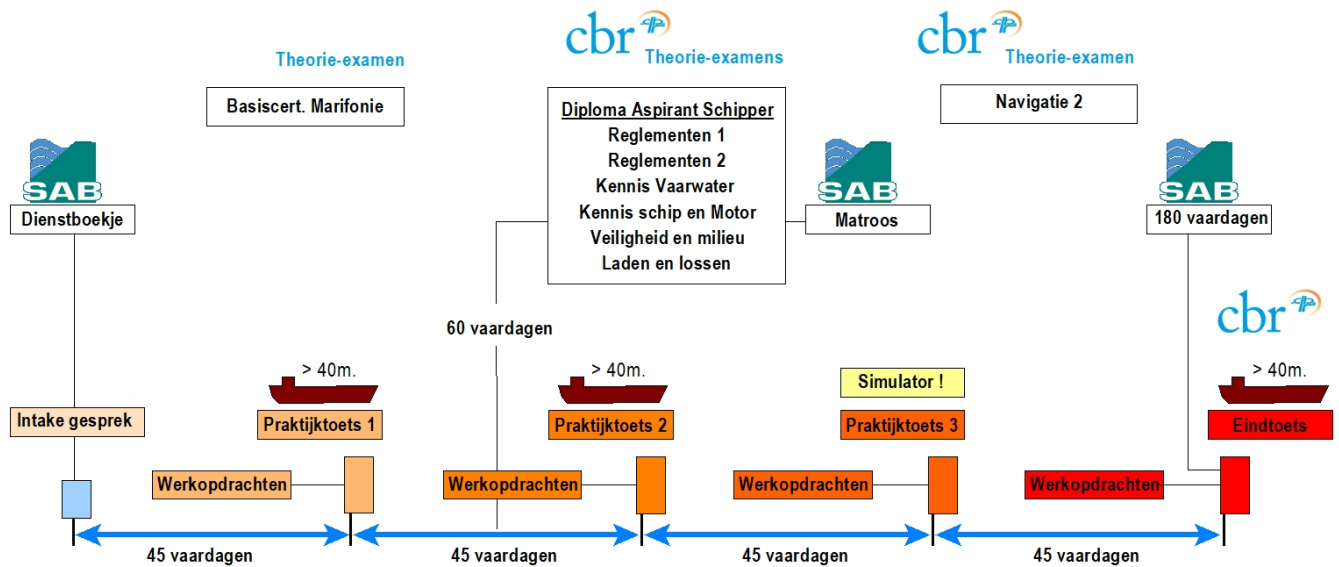 cbr
cbr
Theorie-examen
Theorie-examens
Theorie-examen
Basiscert. Marifonie
Diploma Aspirant Schipper
Reglementen 1
Reglementen 2
Kennis Vaarwater
Kennis schip en Motor
Veiligheid en milieu
Laden en lossen
Navigatie 2
SAB
Dienstboekje
SAB
Matroos
SAB
180 vaardagen
60 vaardagen
cbr
> 40m.
> 40m.
Simulator !
> 40m.
Intake gesprek
Praktijktoets 1
Praktijktoets 2
Praktijktoets 3
Eindtoets
Werkopdrachten
Werkopdrachten
Werkopdrachten
Werkopdrachten
45 vaardagen
45 vaardagen
45 vaardagen
45 vaardagen